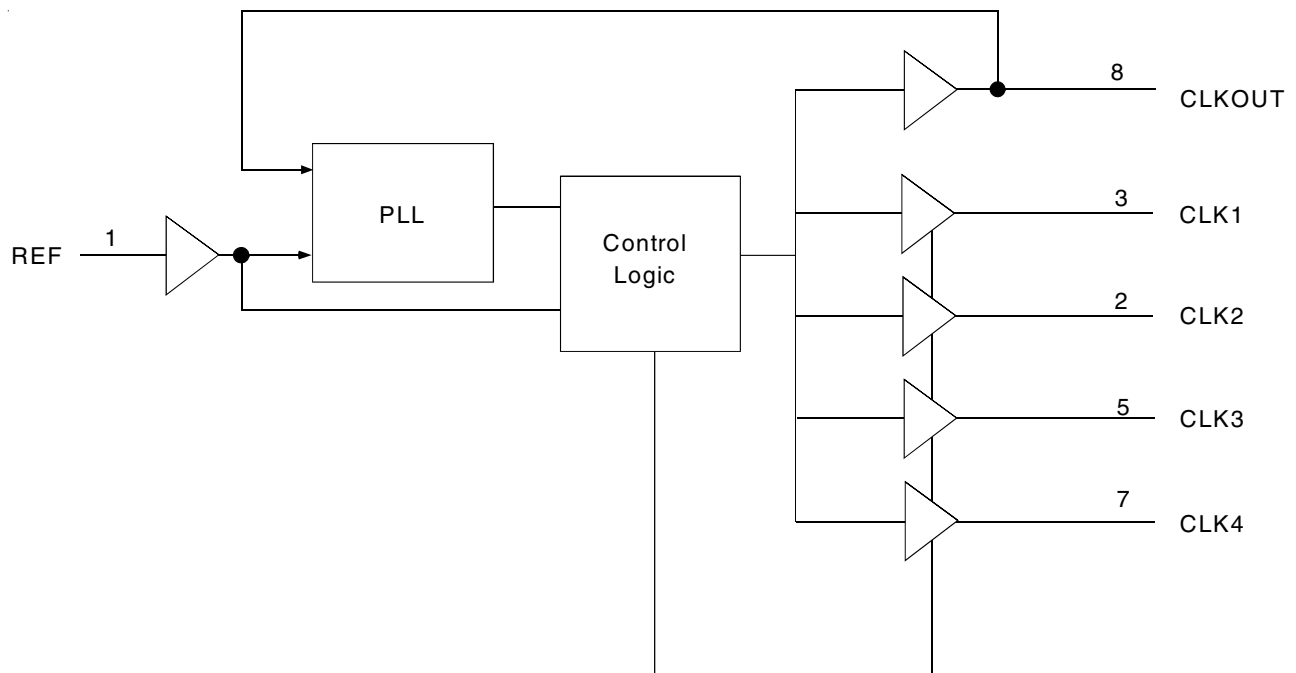 8
CLKOUT
PLL
3
CLK1
1
REF
Control
Logic
2
CLK2
5
CLK3
7
CLK4